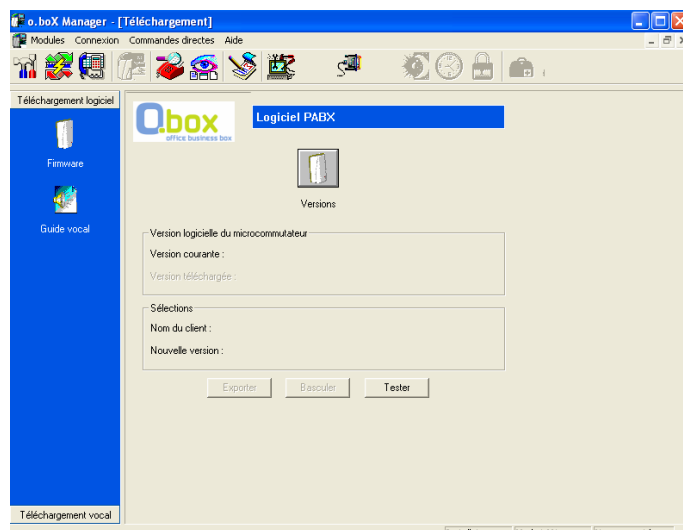 o.boX Manager - [Téléchargement]
Modules Connexion Commandes directes Aide
Téléchargement logiciel
Firmware
Guide vocal
Téléchargement vocal
O.box
office business box
Logiciel PABX
Versions
Version logicielle du microcommutateur
Version courante :
Version téléchargée :
Sélections
Nom du client :
Nouvelle version :
Exporter Basculer Tester